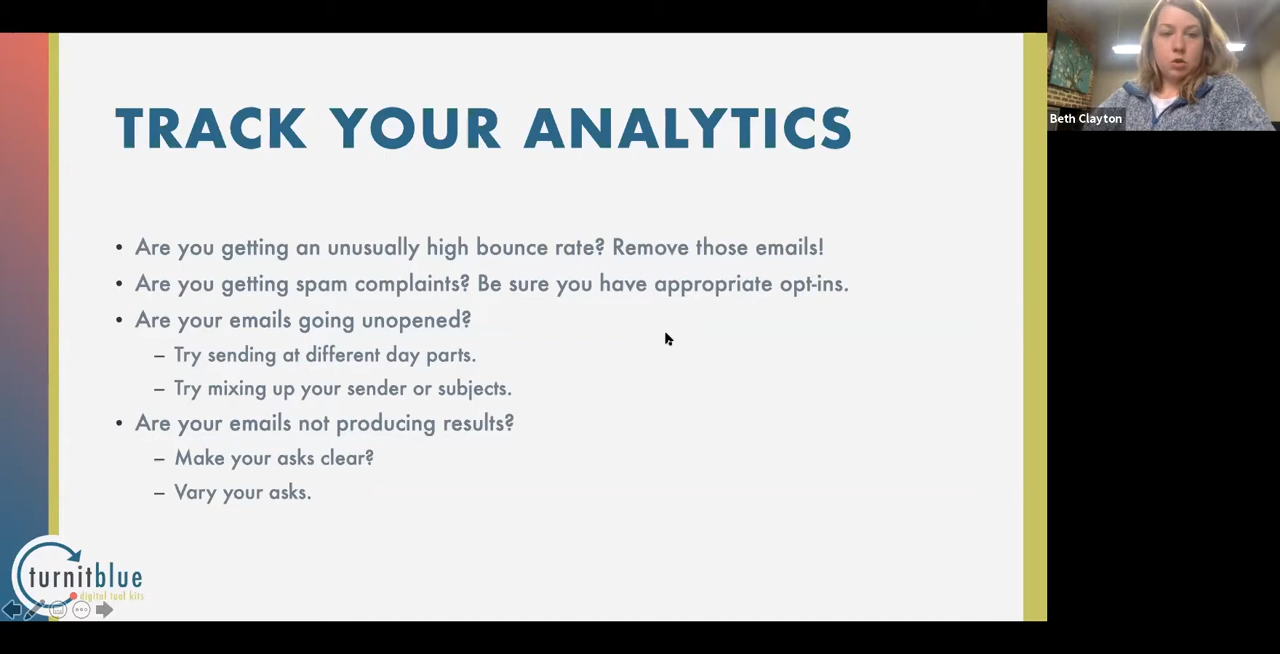 Beth Clayton
TRACK YOUR ANALYTICS
• Are you getting an unusually high bounce rate? Remove those emails!
• Are you getting spam complaints? Be sure you have appropriate opt-ins.
• Are your emails going unopened?
– Try sending at different day parts.
– Try mixing up your sender or subjects.
• Are your emails not producing results?
– Make your asks clear?
– Vary your asks.
turnitblue
digital tool kits